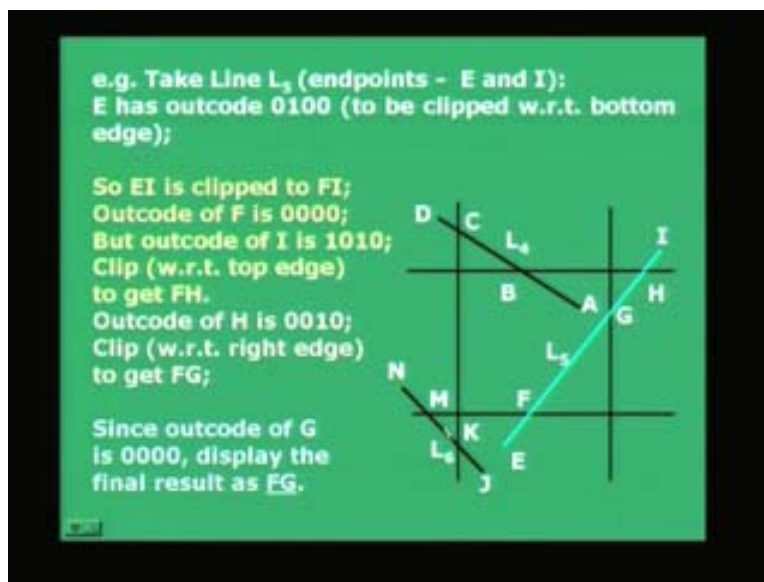 e.g. Take Line L5 (endpoints - E and I):
E has outcode 0100 (to be clipped w.r.t. bottom
edge);
So EI is clipped to FI;
Outcode of F is 0000;
But outcode of I is 1010;
Clip (w.r.t. top edge)
to get FH.
Outcode of H is 0010;
Clip (w.r.t. right edge)
to get FG;
Since outcode of G
is 0000, display the
final result as FG.
D
C
L4
I
B
H
A
G
L5
N
M
F
K
L6
E
J